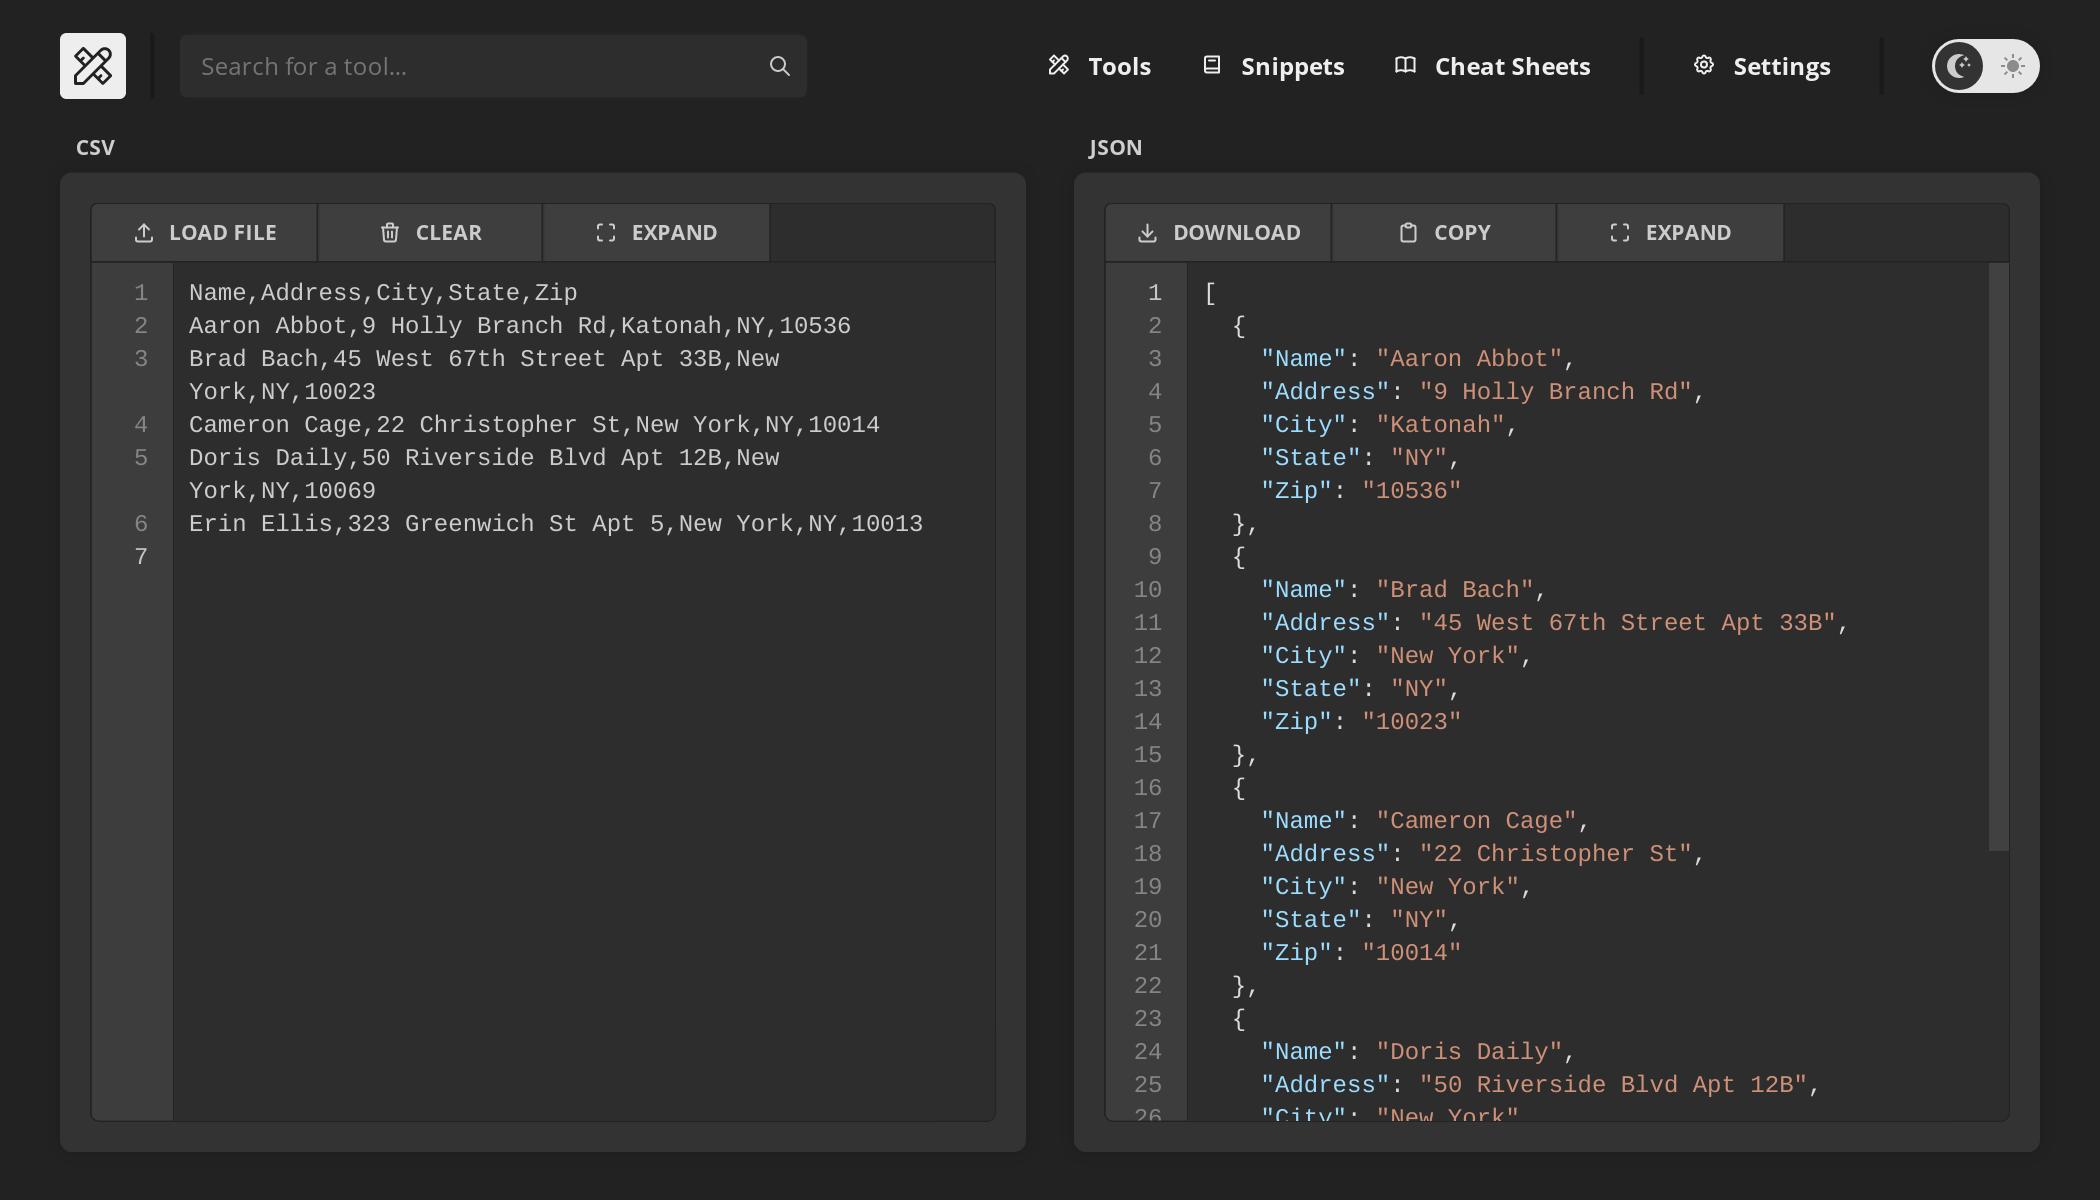 Search for a tool...
Tools
Snippets
Cheat Sheets
Settings
CSV
LOAD FILE
CLEAR
EXPAND
1 Name,Address,City,State,Zip
2 Aaron Abbot,9 Holly Branch Rd,Katonah,NY,10536
3 Brad Bach,45 West 67th Street Apt 33B,New
York,NY,10023
4 Cameron Cage,22 Christopher St,New York,NY,10014
5 Doris Daily,50 Riverside Blvd Apt 12B,New
York,NY,10069
6 Erin Ellis,323 Greenwich St Apt 5,New York,NY,10013
7
JSON
DOWNLOAD
COPY
EXPAND
1 [
2   {
3     "Name": "Aaron Abbot",
4     "Address": "9 Holly Branch Rd",
5     "City": "Katonah",
6     "State": "NY",
7     "Zip": "10536"
8   },
9   {
10     "Name": "Brad Bach",
11     "Address": "45 West 67th Street Apt 33B",
12     "City": "New York",
13     "State": "NY",
14     "Zip": "10023"
15   },
16   {
17     "Name": "Cameron Cage",
18     "Address": "22 Christopher St",
19     "City": "New York",
20     "State": "NY",
21     "Zip": "10014"
22   },
23   {
24     "Name": "Doris Daily",
25     "Address": "50 Riverside Blvd Apt 12B",
26     "City": "New York"